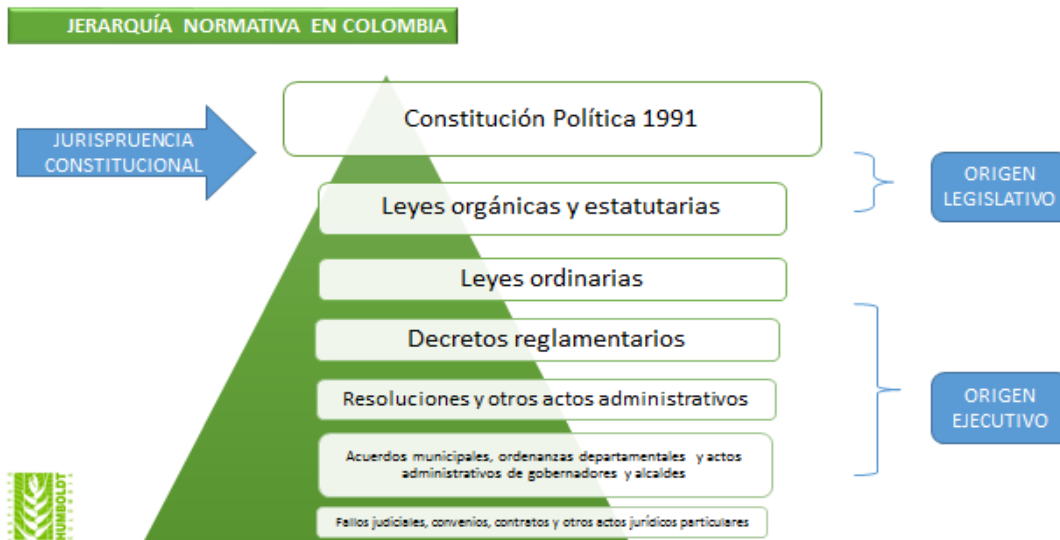 JERARQUÍA NORMATIVA EN COLOMBIA
Constitución Política 1991
JURISPRUENCIA
CONSTITUCIONAL
ORIGEN
LEGISLATIVO
Leyes orgánicas y estatutarias
Leyes ordinarias
Decretos reglamentarios
Resoluciones y otros actos administrativos
ORIGEN
EJECUTIVO
Acuerdos municipales, ordenanzas departamentales y actos
administrativos de gobernadores y alcaldes
Fallos judiciales, convenios, contratos y otros actos jurídicos particulares
HUMBOLDT